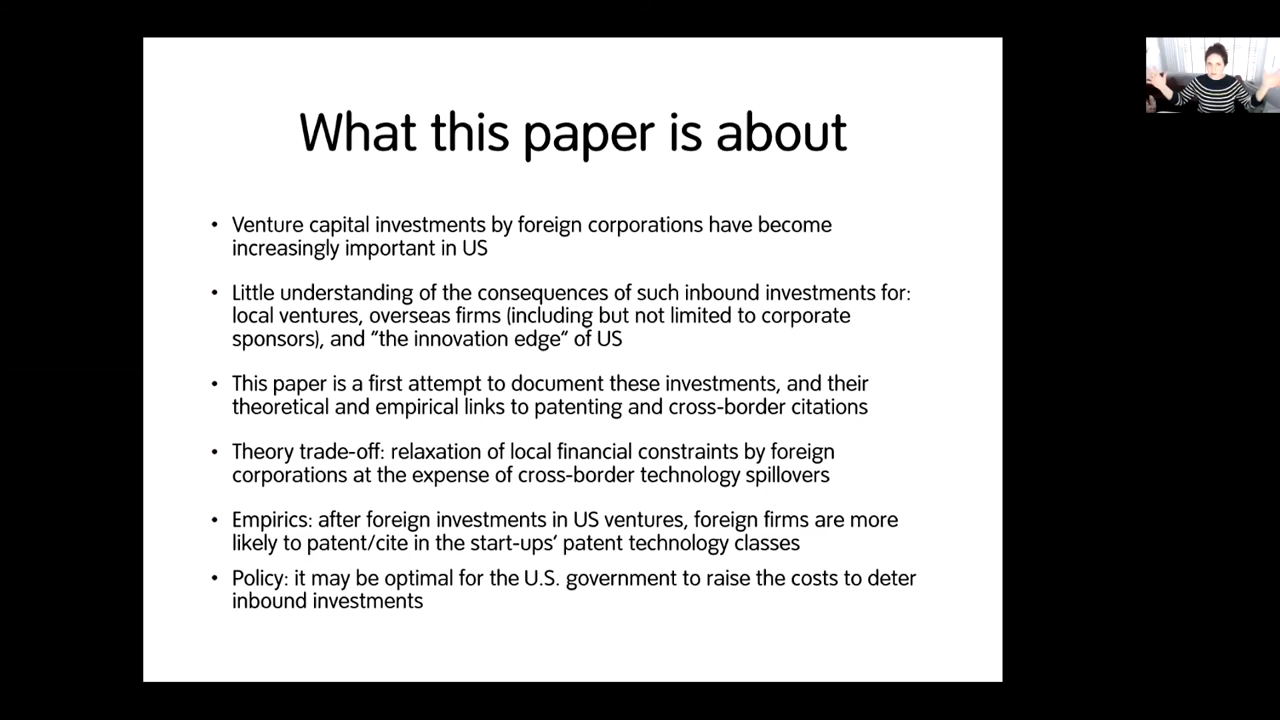 What this paper is about
• Venture capital investments by foreign corporations have become
increasingly important in US
• Little understanding of the consequences of such inbound investments for:
local ventures, overseas firms (including but not limited to corporate
sponsors), and “the innovation edge“ of US
• This paper is a first attempt to document these investments, and their
theoretical and empirical links to patenting and cross-border citations
• Theory trade-off: relaxation of local financial constraints by foreign
corporations at the expense of cross-border technology spillovers
• Empirics: after foreign investments in US ventures, foreign firms are more
likely to patent/cite in the start-ups’ patent technology classes
• Policy: it may be optimal for the U.S. government to raise the costs to deter
inbound investments